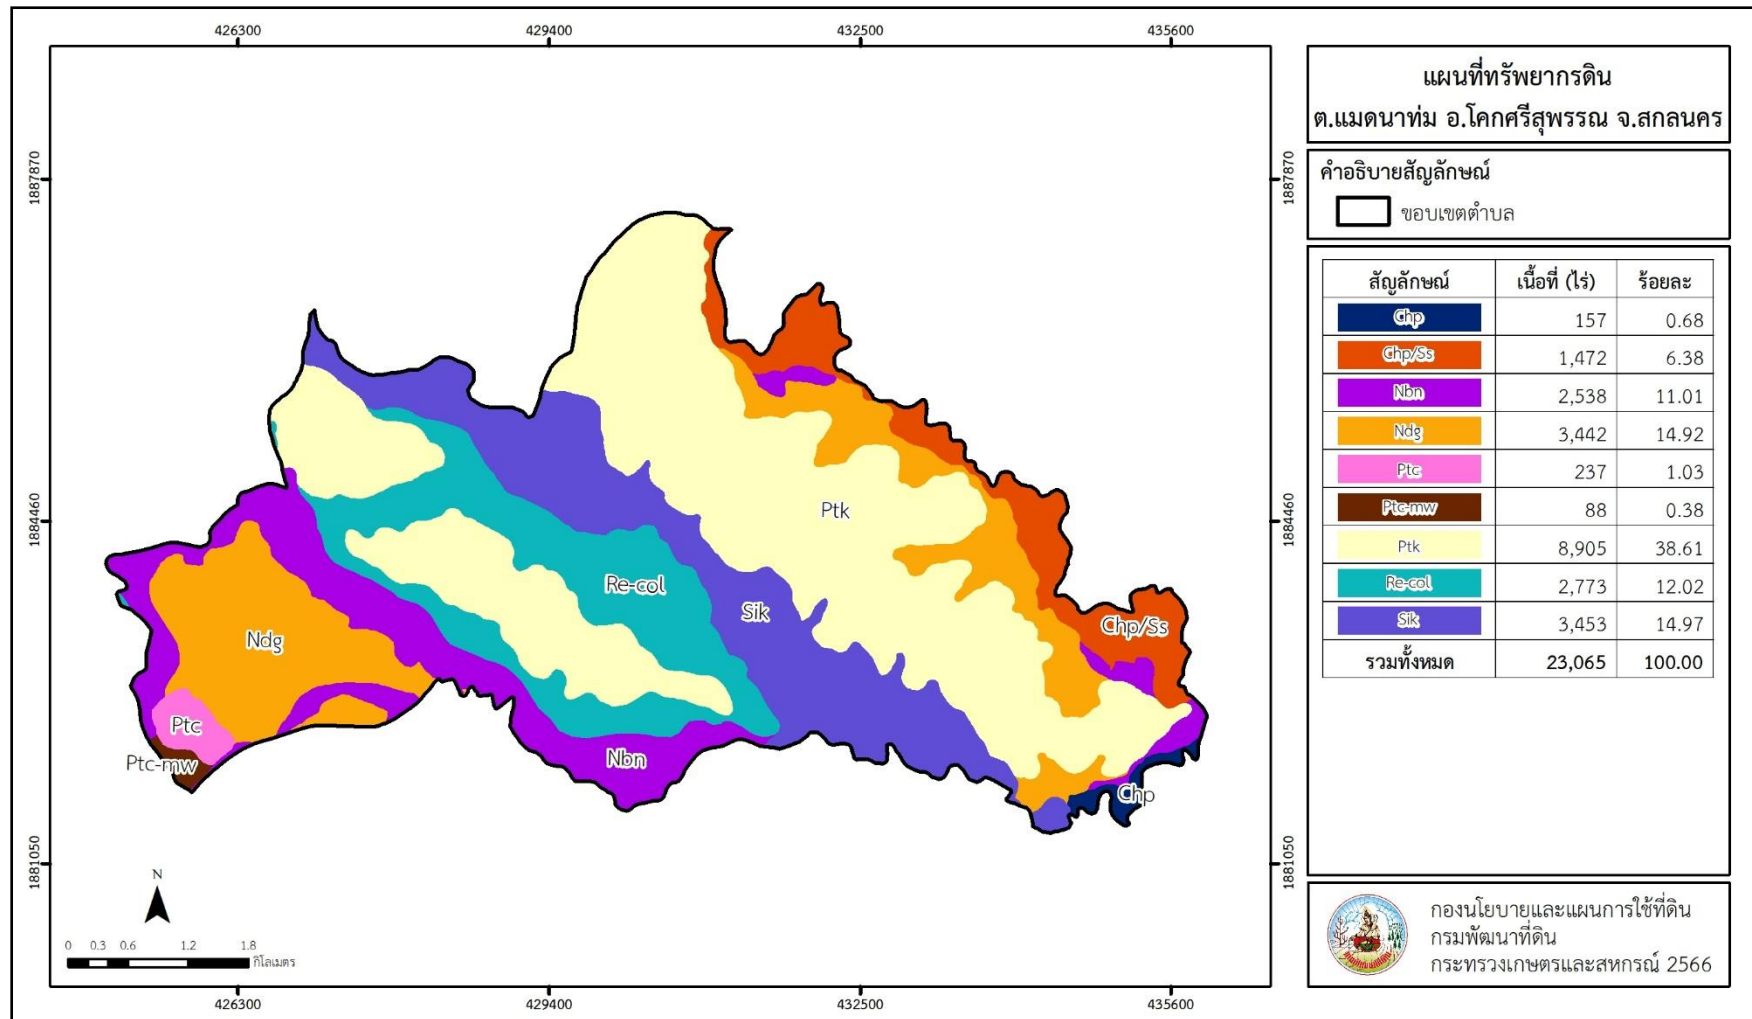 426300 429400 432500 435600
แผนที่ทรัพยากรดิน
ต.แมดนาท่ม อ.โคกศรีสุพรรณ จ.สกลนคร
คำอธิบายสัญลักษณ์
ขอบเขตตำบล
สัญลักษณ์ เนื้อที่ (ไร่) ร้อยละ
Chp 157 0.68
Chp/Ss 1,472 6.38
Nbn 2,538 11.01
Ndg 3,442 14.92
Ptc 237 1.03
Ptc-mw 88 0.38
Ptk 8,905 38.61
Re-col 2,773 12.02
Sik 3,453 14.97
รวมทั้งหมด 23,065 100.00
1887870 1887870
1884460 1884460
1881050 1881050
Ptk
Re-col
Sik
Chp/Ss
Ndg
Ptc
Ptc-mw
Nbn
Chp
N
0 0.3 0.6 1.2 1.8
กิโลเมตร
426300 429400 432500 435600
กองนโยบายและแผนการใช้ที่ดิน
กรมพัฒนาที่ดิน
กระทรวงเกษตรและสหกรณ์ 2566